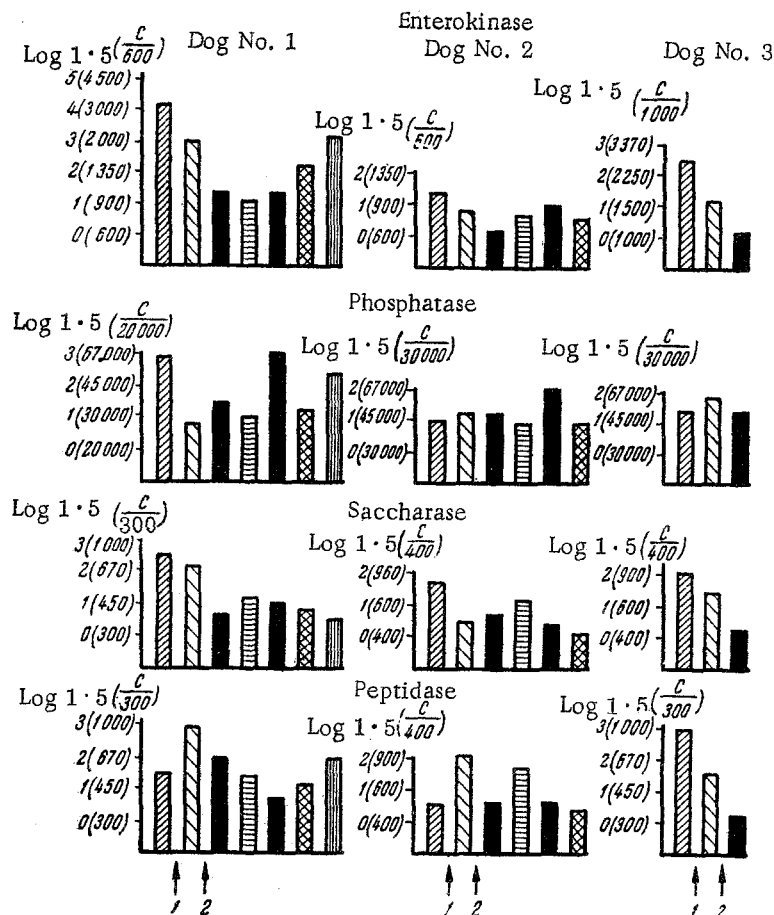 Enterokinase
Dog No. 1
Dog No. 2
Dog No. 3
Log 1·5(C/600)
5(4500)
4(3000)
3(2000)
2(1350)
1(900)
0(600)
Log 1·5(C/500)
2(1350)
1(900)
0(600)
Log 1·5 (C/1000)
3(3370)
2(2250)
1(1500)
0(1000)
Phosphatase
Log 1·5 (C/20000)
3(67.000)
2(45000)
1(30000)
0(20000)
Log 1·5 (C/30000)
2(67000)
1(45000)
0(30000)
Log 1·5 (C/30000)
2(67000)
1(45000)
0(30000)
Saccharase
Log 1·5 (C/300)
3(1000)
2(670)
1(450)
0(300)
Log 1·5(C/400)
2(960)
1(600)
0(400)
Log 1·5(C/400)
2(900)
1(600)
0(400)
Peptidase
Log 1·5(C/300)
3(1000)
2(670)
1(450)
0(300)
Log 1·5(C/400)
2(900)
1(600)
0(400)
Log 1·5(C/300)
3(1000)
2(670)
1(450)
0(300)
1 2
1 2
1 2